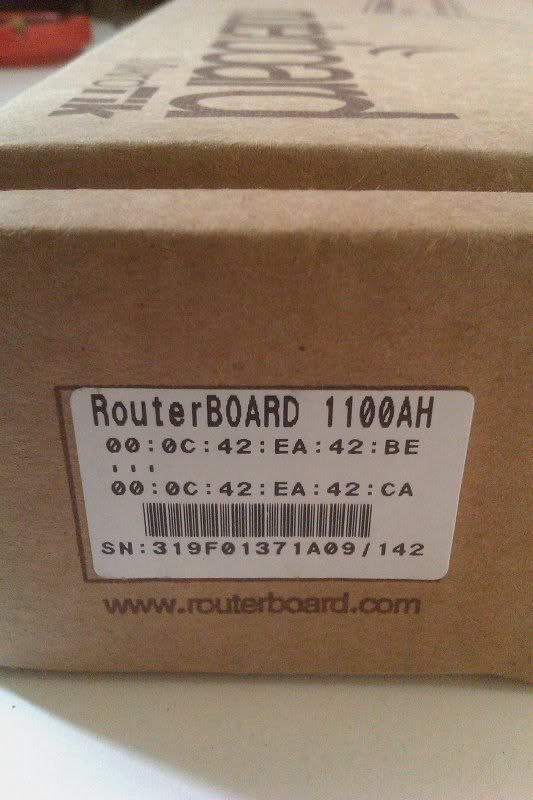 RouterBOARD 1100AH
00:0C:42:EA:42:BE
...
00:0C:42:EA:42:CA
SN:319F01371A09/142
www.routerboard.com